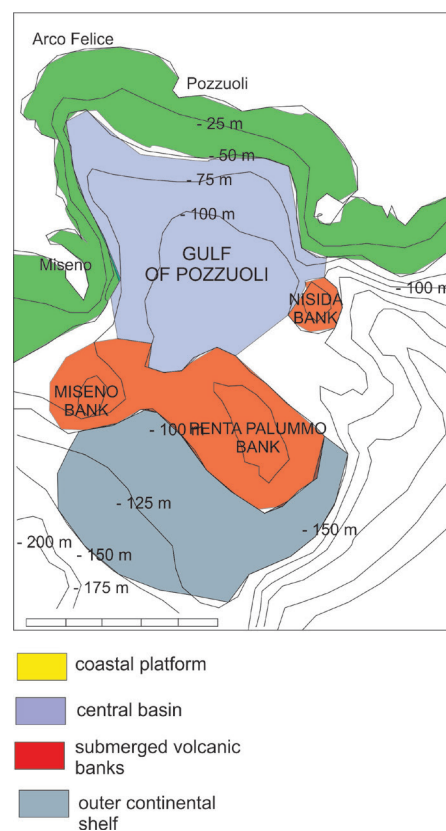 Arco Felice
Pozzuoli
- 25 m
- 50 m
- 75 m
- 100 m
GULF
OF POZZUOLI
Miseno
- 100 m
NISIDA
BANK
MISENO
BANK
- 100 m
PENTA PALUMMO
BANK
- 125 m
- 150 m
- 200 m
- 150 m
- 175 m
coastal platform
central basin
submerged volcanic
banks
outer continental
shelf